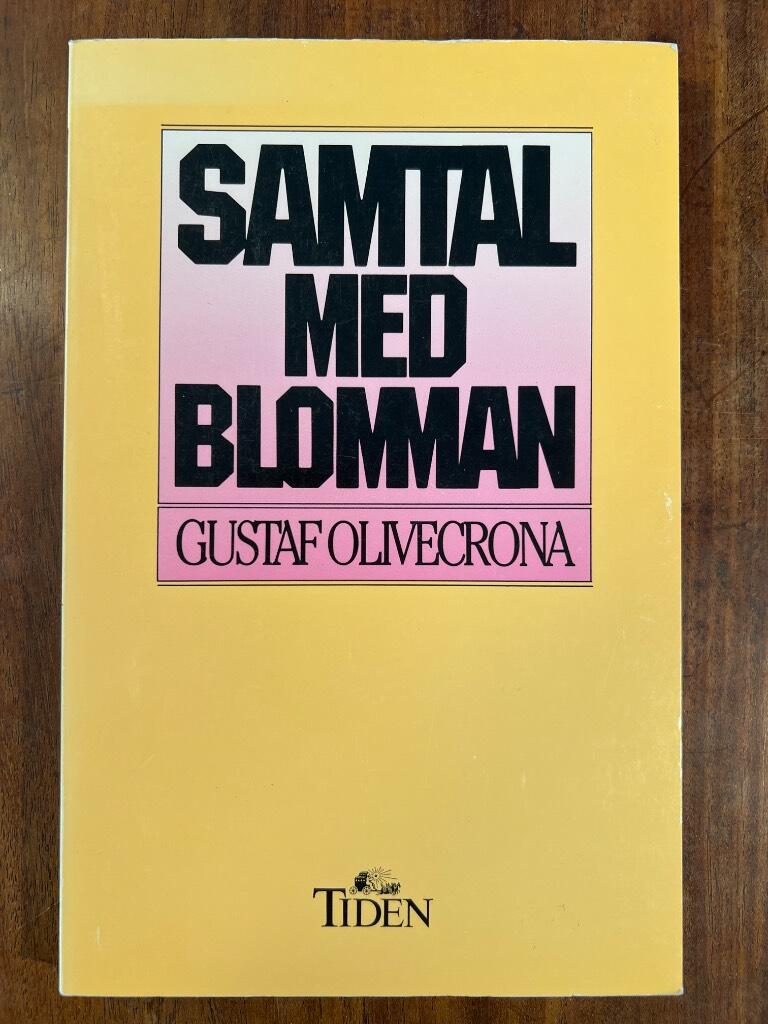 SAMTAL
MED
BLOMMAN
GUSTAF OLIVECRONA
TIDEN